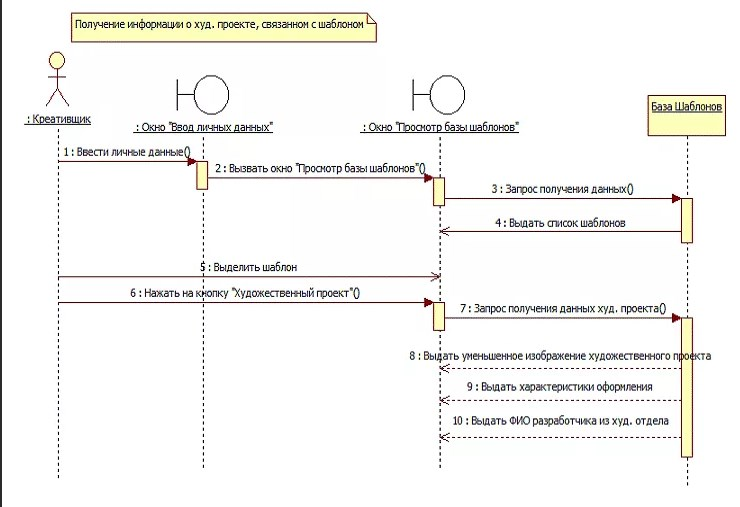 Получение информации о худ. проекте, связанном с шаблоном
: Креативщик
: Окно "Ввод личных данных"
: Окно "Просмотр базы шаблонов"
База Шаблонов
1 : Ввести личные данные()
2 : Вызвать окно "Просмотр базы шаблонов"()
3 : Запрос получения данных()
4 : Выдать список шаблонов
5 : Выделить шаблон
6 : Нажать на кнопку "Художественный проект"()
7 : Запрос получения данных худ. проекта()
8 : Выдать уменьшенное изображение художественного проекта
9 : Выдать характеристики оформления
10 : Выдать ФИО разработчика из худ. отдела